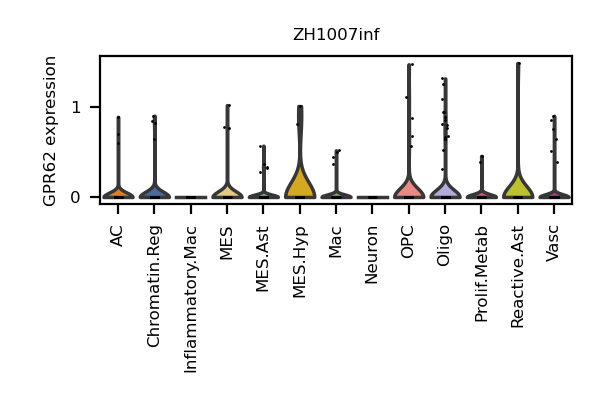 ZH1007inf
GPR62 expression
1
0
AC
Chromatin.Reg
Inflammatory.Mac
MES
MES.Ast
MES.Hyp
Mac
Neuron
OPC
Oligo
Prolif.Metab
Reactive.Ast
Vasc